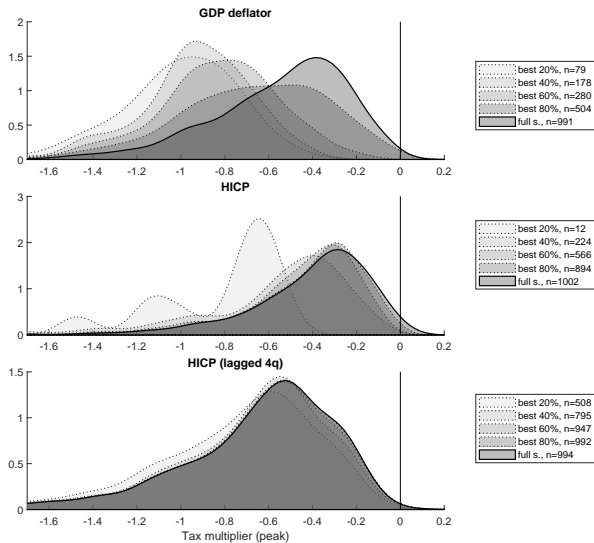 GDP deflator
2
1.5
1
0.5
0
-1.6 -1.4 -1.2 -1 -0.8 -0.6 -0.4 -0.2 0 0.2
best 20%, n=79
best 40%, n=178
best 60%, n=280
best 80%, n=504
full s., n=991
HICP
3
2
1
0
-1.6 -1.4 -1.2 -1 -0.8 -0.6 -0.4 -0.2 0 0.2
best 20%, n=12
best 40%, n=224
best 60%, n=566
best 80%, n=894
full s., n=1002
HICP (lagged 4q)
1.5
1
0.5
0
-1.6 -1.4 -1.2 -1 -0.8 -0.6 -0.4 -0.2 0 0.2
Tax multiplier (peak)
best 20%, n=508
best 40%, n=795
best 60%, n=947
best 80%, n=992
full s., n=994